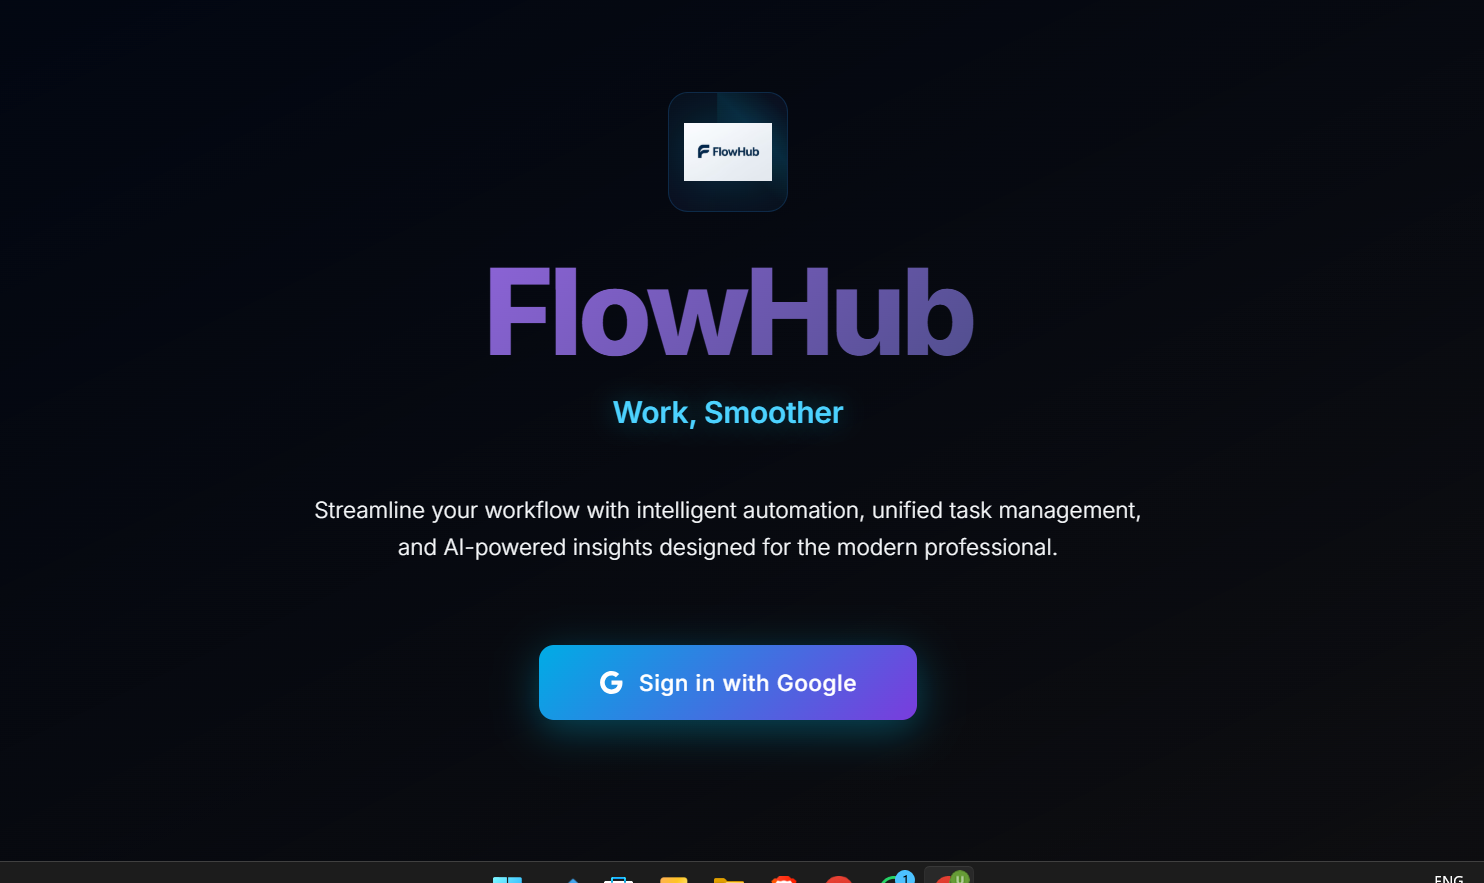 FlowHub
FlowHub
Work, Smoother
Streamline your workflow with intelligent automation, unified task management,
and AI-powered insights designed for the modern professional.
Sign in with Google
1
U
ENG